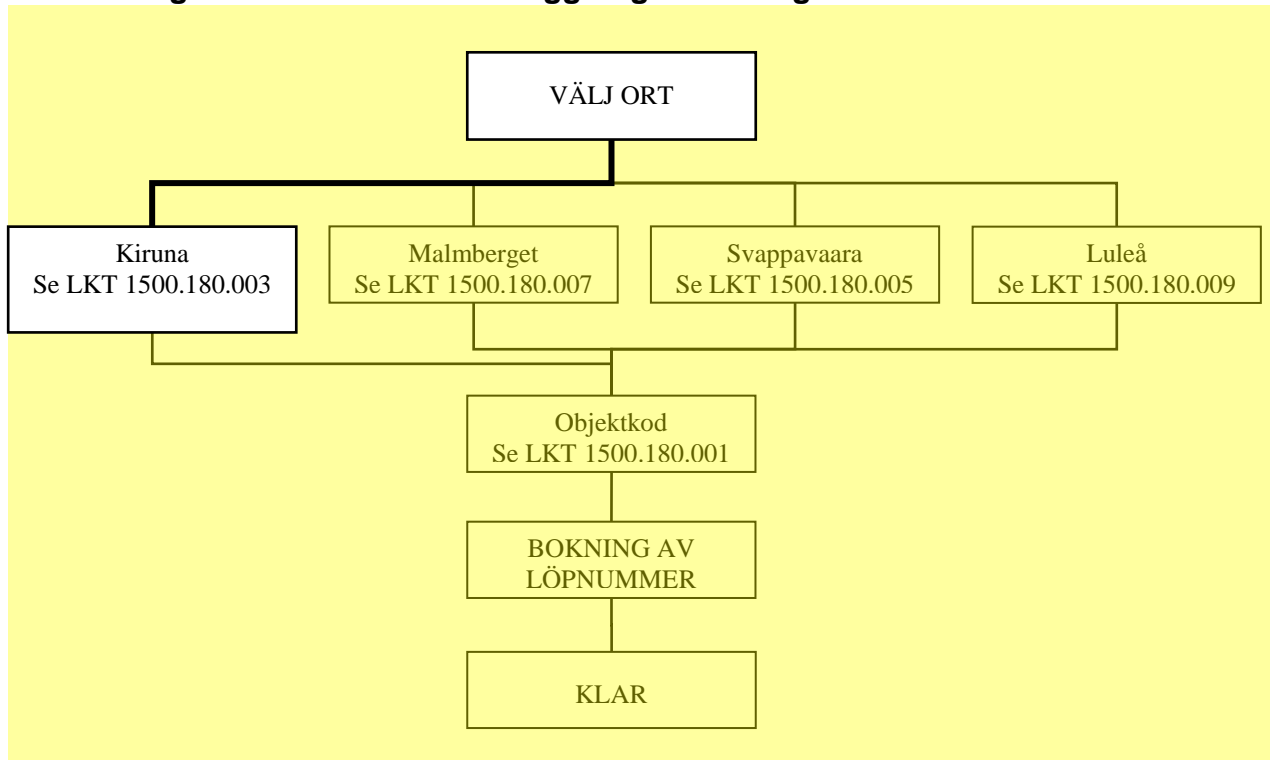 VÄLJ ORT
Kiruna
Se LKT 1500.180.003
Malmberget
Se LKT 1500.180.007
Svappavaara
Se LKT 1500.180.005
Luleå
Se LKT 1500.180.009
Objektkod
Se LKT 1500.180.001
BOKNING AV
LÖPNUMMER
KLAR